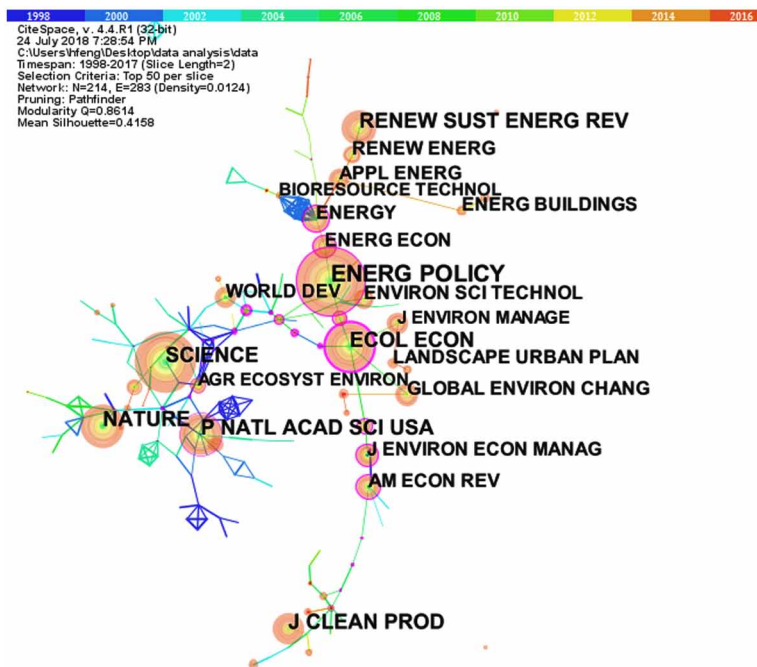 1998 2000 2002 2004 2006 2008 2010 2012 2014 2016
CiteSpace, v. 4.4.R1 (32-bit)
24 July 2018 7:28:54 PM
C:\Users\hfeng\Desktop\data analysis\data
Timespan: 1998-2017 (Slice Length=2)
Selection Criteria: Top 50 per slice
Network: N=214, E=283 (Density=0.0124)
Pruning: Pathfinder
Modularity Q=0.8614
Mean Silhouette=0.4158
RENEW SUST ENERG REV
RENEW ENERG
APPL ENERG
BIORESOURCE TECHNOL
ENERG BUILDINGS
ENERGY
ENERG ECON
ENERG POLICY
WORLD DEV
ENVIRON SCI TECHNOL
J ENVIRON MANAGE
ECOL ECON
SCIENCE
LANDSCAPE URBAN PLAN
AGR ECOSYST ENVIRON
GLOBAL ENVIRON CHANG
NATURE
P NATL ACAD SCI USA
J ENVIRON ECON MANAG
AM ECON REV
J CLEAN PROD